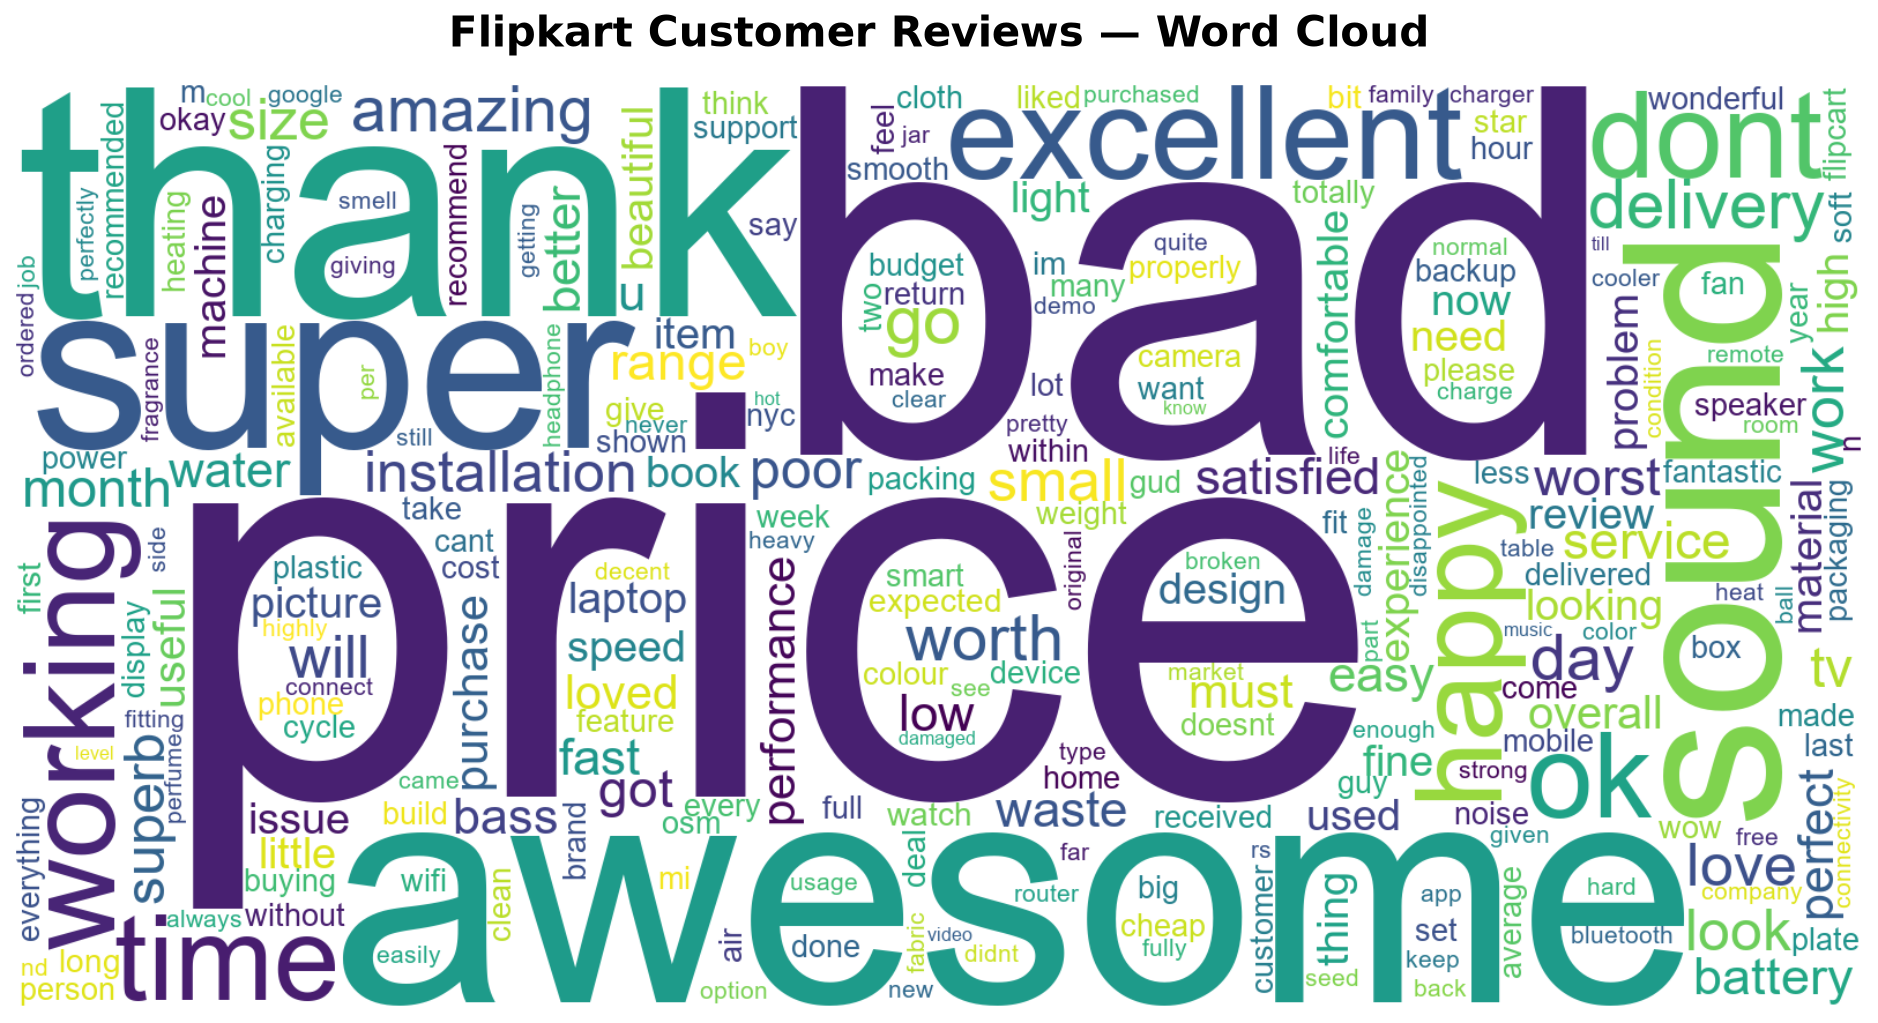 Flipkart Customer Reviews — Word Cloud
m
cool
google
okay
size
amazing
think
support
cloth
liked
purchased
bit
family
charger
wonderful
star
hour
feel
jar
smooth
excellent
dont
thank
bad
recommended
perfectly
heating
machine
charging
smell
giving
recommend
getting
better
u
beautiful
say
light
totally
delivery
flipcart
soft
job
ordered
budget
return
two
go
make
clear
im
many
demo
quite
properly
camera
want
know
lot
pretty
within
comfortable
normal
backup
now
need
please
charge
till
cooler
fan
year
high
problem
condition
remote
speaker
room
work
n
super
fragrance
available
per
still
headphone
item
range
boy
give
never
shown
hot
nyc
power
month
water
installation
book
poor
packing
small
gud
weight
satisfied
life
less
worst
fantastic
sound
take
cant
cost
week
heavy
original
fit
damage
experience
disappointed
review
table
service
delivered
material
packaging
working
first
side
display
useful
plastic
picture
highly
will
connect
phone
cycle
price
purchase
decent
laptop
speed
loved
feature
fast
got
performance
smart
expected
worth
colour
see
device
low
damaged
broken
design
market
must
doesnt
part
easy
happy
looking
heat
ball
music
color
day
box
tv
come
overall
made
last
fitting
level
superb
perfumed
came
build
bass
brand
every
osm
full
watch
type
home
waste
received
enough
fine
guy
strong
mobile
ok
used
noise
given
wow
free
perfect
connectivity
everything
issue
little
buying
always
without
time
nd
long
person
awesome
wifi
clean
easily
mi
air
option
usage
done
deal
far
fabric
video
new
router
didnt
big
cheap
fully
rs
customer
seed
thing
app
set
keep
back
average
hard
bluetooth
love
company
look
plate
battery